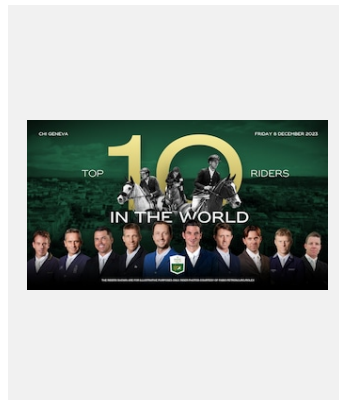 CHI GENEVA
FRIDAY 8 DECEMBER 2023
TOP 10 RIDERS
IN THE WORLD